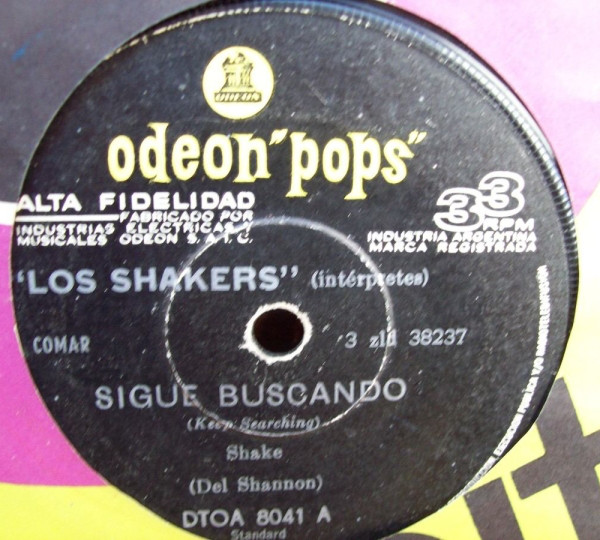 odeon "pops"
ALTA FIDELIDAD
FABRICADO POR
INDUSTRIAS ELECTRICAS Y
MUSICALES ODEON S.A.I.C.
33
RPM
INDUSTRIA ARGENTINA
MARCA REGISTRADA
"LOS SHAKERS" (intérpretes)
COMAR
3 zld 38237
SIGUE BUSCANDO
(Keep Searching)
Shake
(Del Shannon)
DTOA 8041 A
Standard